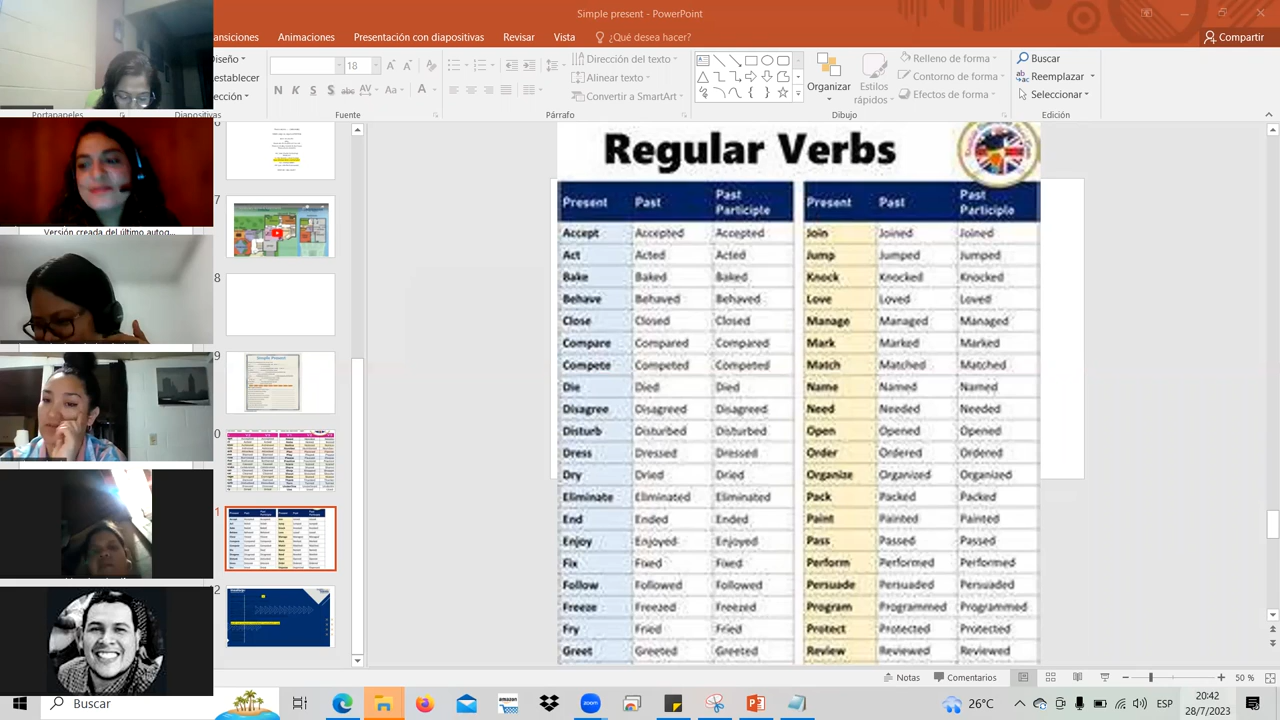 Simple present - PowerPoint
ansiciones Animaciones Presentación con diapositivas Revisar Vista ¿Qué desea hacer? Compartir
Diseño
establecer
ección
Portapapeles Diapositivas
18
N K S S abc AV Aa A
Fuente
Dirección del texto
Alinear texto
Convertir a SmartArt
Párrafo
Organizar
Estilos
rápidos
Relleno de forma
Contorno de forma
Efectos de forma
Dibujo
Buscar
Reemplazar
Seleccionar
Edición
Versión creada del último autog...
7
8
9
0
1
2
Simple Present
Reguar Verbs
Present Past Past Participle Present Past Past Participle
Accept Accepted Accepted Join Joined Joined
Act Acted Acted Jump Jumped Jumped
Bake Baked Baked Knock Knocked Knocked
Behave Behaved Behaved Love Loved Loved
Close Closed Closed Manage Managed Managed
Compare Compared Compared Mark Marked Marked
Compete Competed Competed Match Matched Matched
Die Died Died Name Named Named
Disagree Disagreed Disagreed Need Needed Needed
Disturb Disturbed Disturbed Open Opened Opened
Dress Dressed Dressed Order Ordered Ordered
Dry Dried Dried Organize Organized Organized
Eliminate Eliminated Eliminated Pack Packed Packed
End Ended Ended Paint Painted Painted
Enjoy Enjoyed Enjoyed Pass Passed Passed
Fix Fixed Fixed Perform Performed Performed
Follow Followed Followed Persuade Persuaded Persuaded
Freeze Freezed Freezed Program Programmed Programmed
Fry Fried Fried Protect Protected Protected
Greet Greeted Greeted Review Reviewed Reviewed
Notas Comentarios 50 %
Buscar
amazon
zoom
26°C
ESP
20:42
28/7/2023